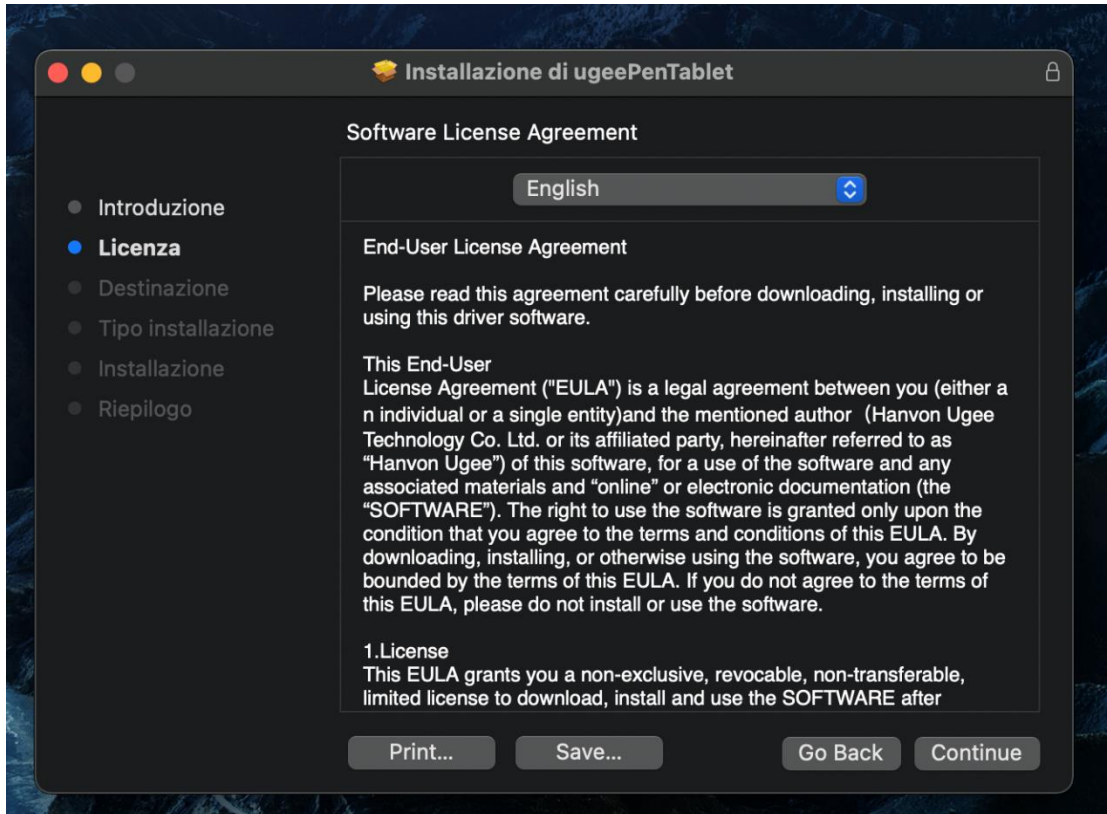 Installazione di ugeePenTablet
Software License Agreement
English
Introduzione
Licenza
Destinazione
Tipo installazione
Installazione
Riepilogo
End-User License Agreement
Please read this agreement carefully before downloading, installing or
using this driver software.
This End-User
License Agreement ("EULA") is a legal agreement between you (either a
n individual or a single entity)and the mentioned author（Hanvon Ugee
Technology Co. Ltd. or its affiliated party, hereinafter referred to as
“Hanvon Ugee”) of this software, for a use of the software and any
associated materials and “online” or electronic documentation (the
“SOFTWARE”). The right to use the software is granted only upon the
condition that you agree to the terms and conditions of this EULA. By
downloading, installing, or otherwise using the software, you agree to be
bounded by the terms of this EULA. If you do not agree to the terms of
this EULA, please do not install or use the software.
1.License
This EULA grants you a non-exclusive, revocable, non-transferable,
limited license to download, install and use the SOFTWARE after
Print...
Save...
Go Back
Continue